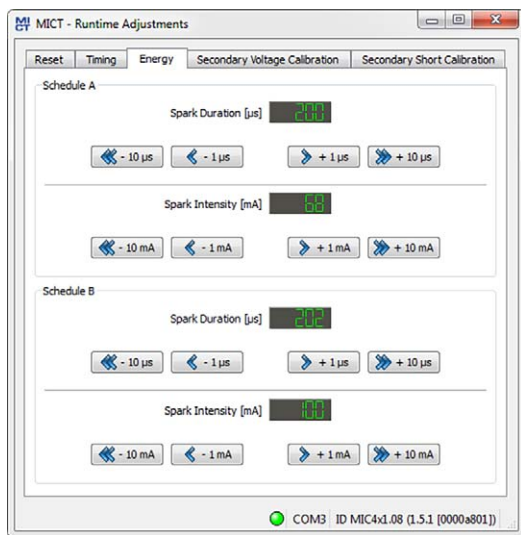 MICT - Runtime Adjustments
Reset Timing Energy Secondary Voltage Calibration Secondary Short Calibration
Schedule A
Spark Duration [µs] 200
- 10 µs - 1 µs + 1 µs + 10 µs
Spark Intensity [mA] 68
- 10 mA - 1 mA + 1 mA + 10 mA
Schedule B
Spark Duration [µs] 202
- 10 µs - 1 µs + 1 µs + 10 µs
Spark Intensity [mA] 100
- 10 mA - 1 mA + 1 mA + 10 mA
COM3 ID MIC4x1.08 (1.5.1 [0000a801])